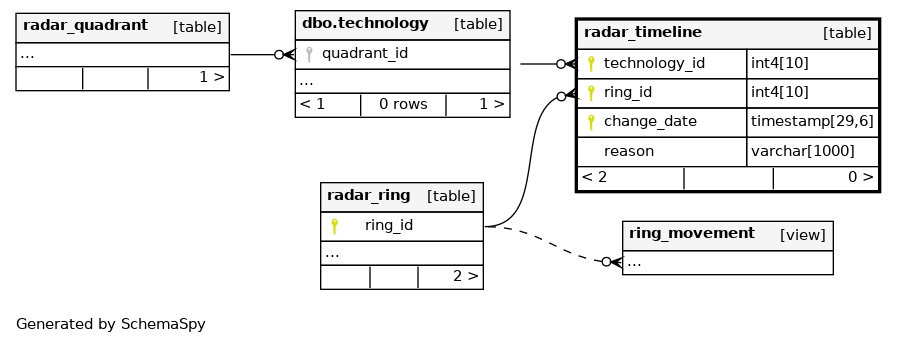 radar_quadrant [table]
...
1 >
dbo.technology [table]
quadrant_id
...
< 1 0 rows 1 >
radar_timeline [table]
technology_id int4[10]
ring_id int4[10]
change_date timestamp[29,6]
reason varchar[1000]
< 2 0 >
radar_ring [table]
ring_id
...
2 >
ring_movement [view]
...
Generated by SchemaSpy